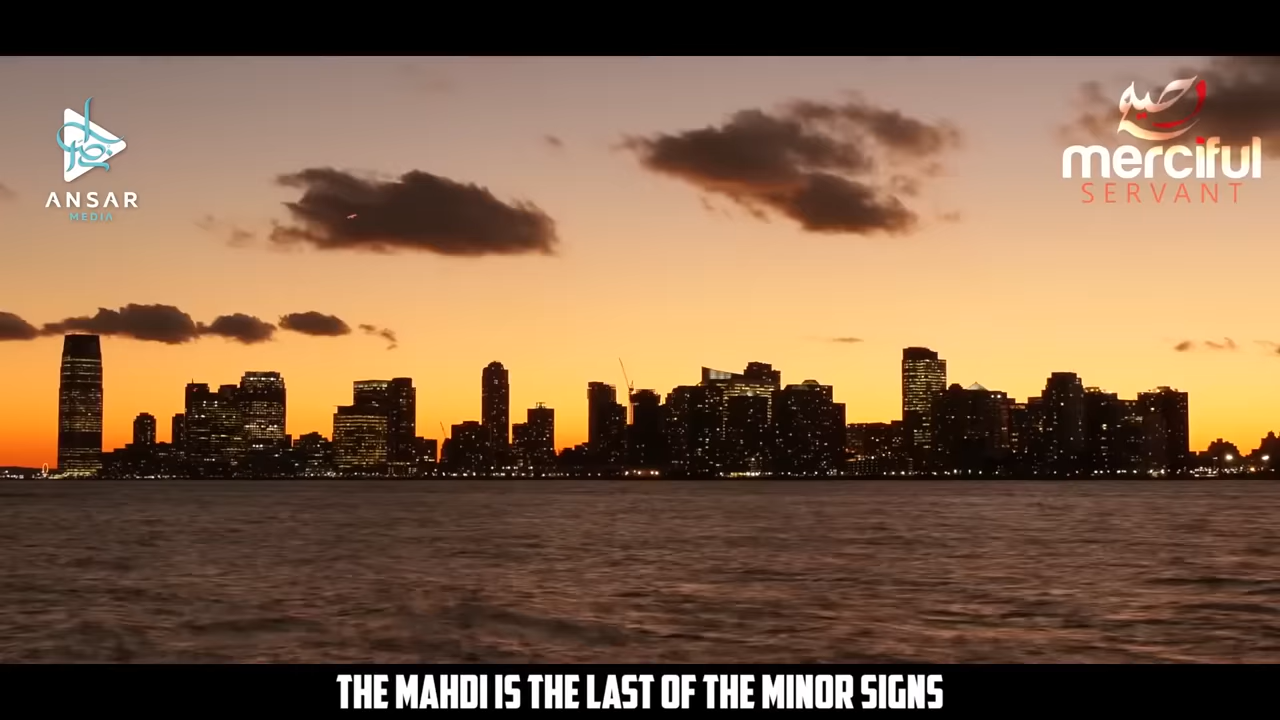 ANSAR
MEDIA
merciful
SERVANT
THE MAHDI IS THE LAST OF THE MINOR SIGNS